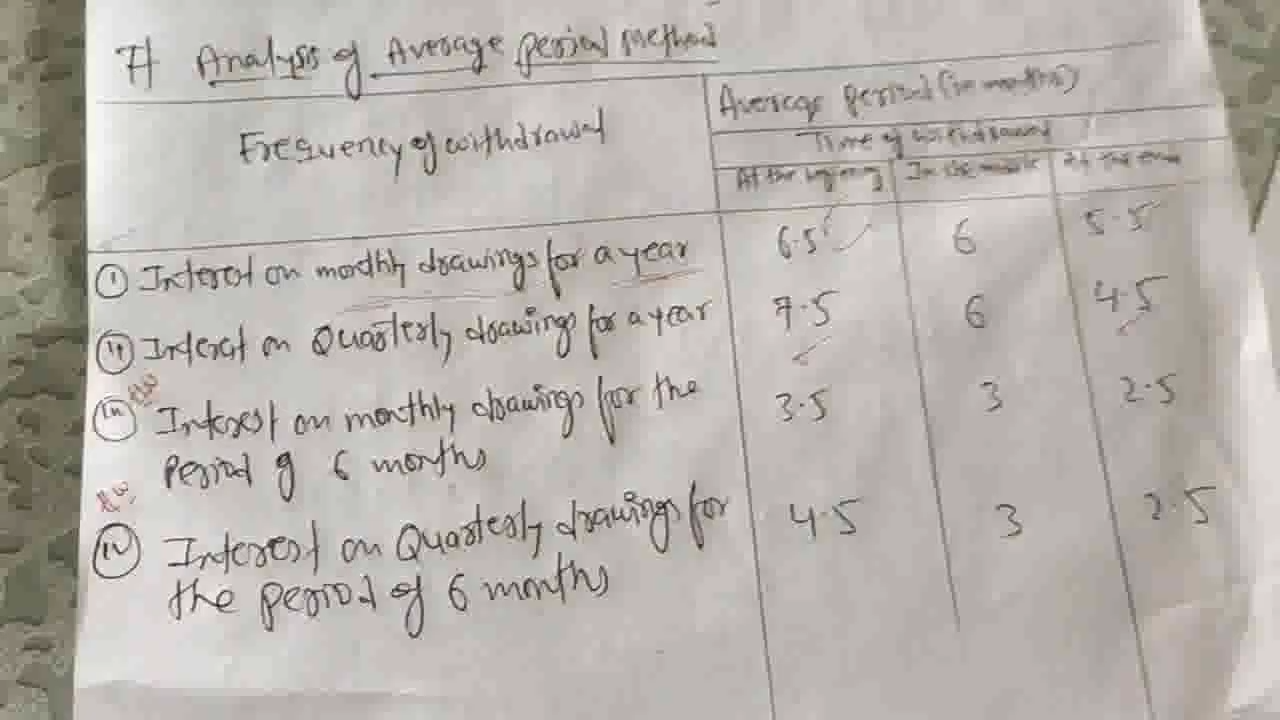 7) Analysis of Average period method
Frequency of withdrawal
Average period (in months)
Time of withdrawal
At the beginning In the middle At the end
(i) Interest on monthly drawings for a year 6.5 6 5.5
(ii) Interest on Quarterly drawings for a year 7.5 6 4.5
(iii) Interest on monthly drawings for the 3.5 3 2.5
period of 6 months
(iv) Interest on Quarterly drawings for 4.5 3 2.5
the period of 6 months